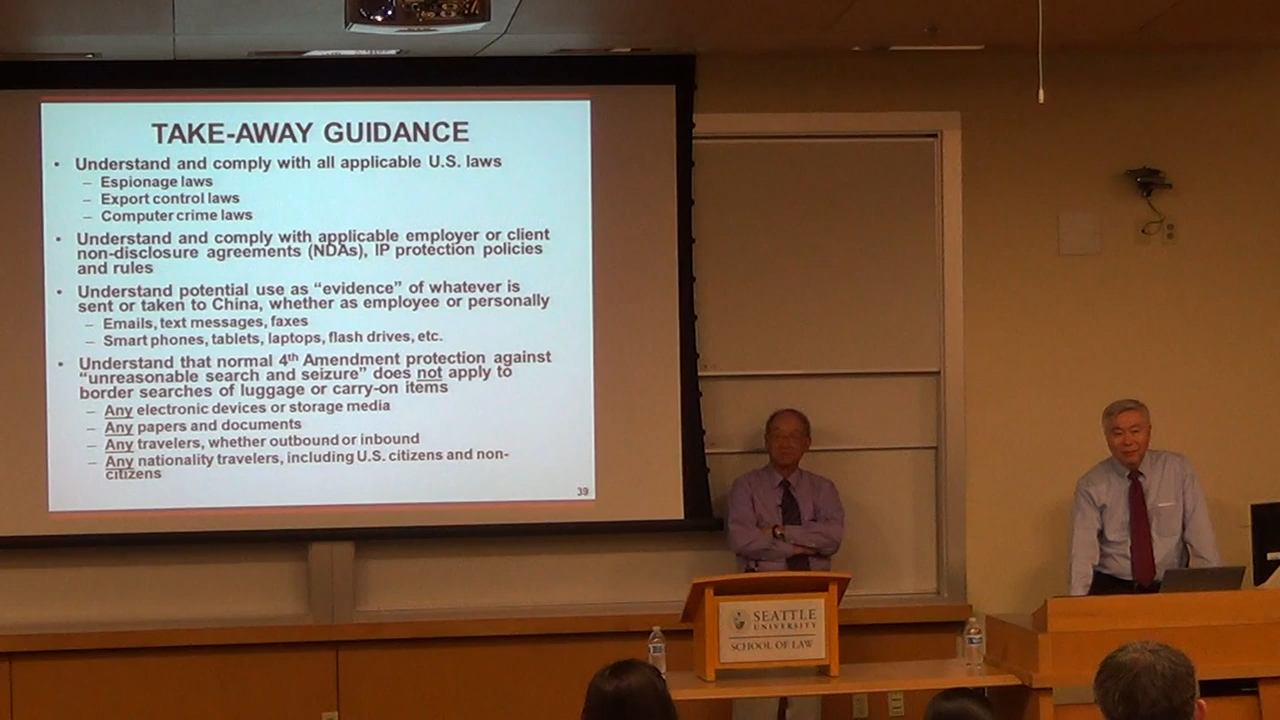 TAKE-AWAY GUIDANCE
• Understand and comply with all applicable U.S. laws
– Espionage laws
– Export control laws
– Computer crime laws
• Understand and comply with applicable employer or client
non-disclosure agreements (NDAs), IP protection policies
and rules
• Understand potential use as “evidence” of whatever is
sent or taken to China, whether as employee or personally
– Emails, text messages, faxes
– Smart phones, tablets, laptops, flash drives, etc.
• Understand that normal 4th Amendment protection against
“unreasonable search and seizure” does not apply to
border searches of luggage or carry-on items
– Any electronic devices or storage media
– Any papers and documents
– Any travelers, whether outbound or inbound
– Any nationality travelers, including U.S. citizens and non-
citizens
39
SEATTLE
UNIVERSITY
SCHOOL OF LAW